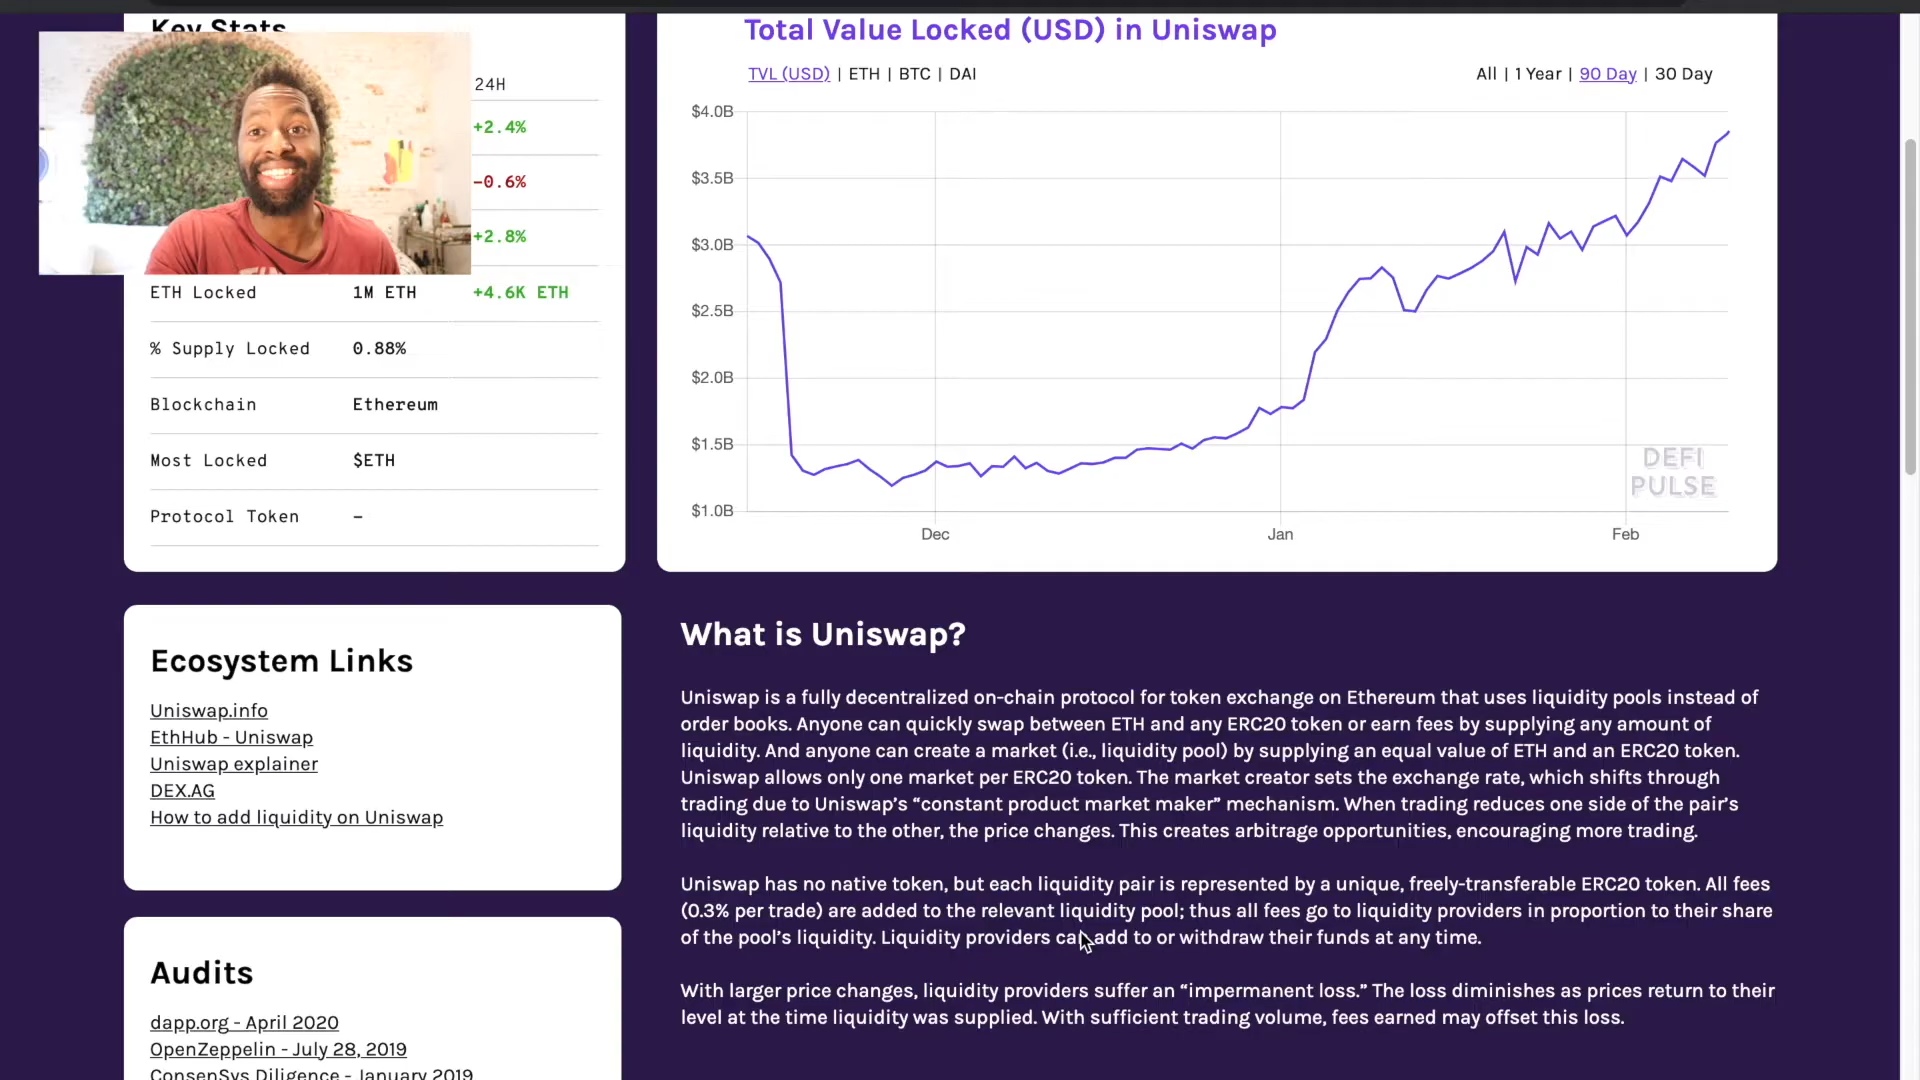 Key Stats
24H
+2.4%
-0.6%
+2.8%
ETH Locked 1M ETH +4.6K ETH
% Supply Locked 0.88%
Blockchain Ethereum
Most Locked $ETH
Protocol Token –
Total Value Locked (USD) in Uniswap
TVL (USD) | ETH | BTC | DAI
All | 1 Year | 90 Day | 30 Day
$4.0B
$3.5B
$3.0B
$2.5B
$2.0B
$1.5B
$1.0B
Dec Jan Feb
DEFI
PULSE
Ecosystem Links
Uniswap.info
EthHub - Uniswap
Uniswap explainer
DEX.AG
How to add liquidity on Uniswap
Audits
dapp.org - April 2020
OpenZeppelin - July 28, 2019
ConsenSys Diligence - January 2019
What is Uniswap?
Uniswap is a fully decentralized on-chain protocol for token exchange on Ethereum that uses liquidity pools instead of
order books. Anyone can quickly swap between ETH and any ERC20 token or earn fees by supplying any amount of
liquidity. And anyone can create a market (i.e., liquidity pool) by supplying an equal value of ETH and an ERC20 token.
Uniswap allows only one market per ERC20 token. The market creator sets the exchange rate, which shifts through
trading due to Uniswap’s “constant product market maker” mechanism. When trading reduces one side of the pair’s
liquidity relative to the other, the price changes. This creates arbitrage opportunities, encouraging more trading.
Uniswap has no native token, but each liquidity pair is represented by a unique, freely-transferable ERC20 token. All fees
(0.3% per trade) are added to the relevant liquidity pool; thus all fees go to liquidity providers in proportion to their share
of the pool’s liquidity. Liquidity providers can add to or withdraw their funds at any time.
With larger price changes, liquidity providers suffer an “impermanent loss.” The loss diminishes as prices return to their
level at the time liquidity was supplied. With sufficient trading volume, fees earned may offset this loss.